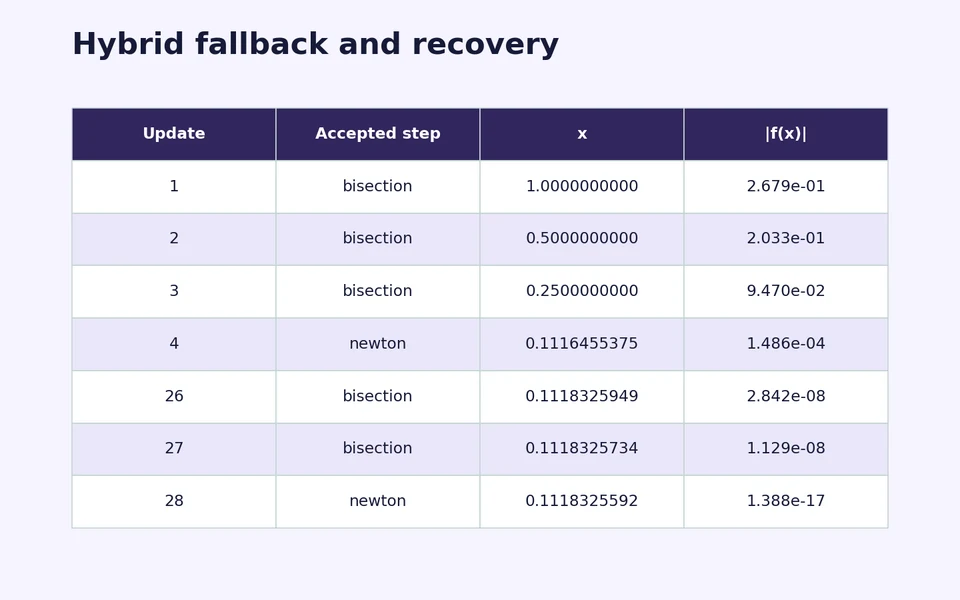 Hybrid fallback and recovery
Update Accepted step x |f(x)|
1 bisection 1.0000000000 2.679e-01
2 bisection 0.5000000000 2.033e-01
3 bisection 0.2500000000 9.470e-02
4 newton 0.1116455375 1.486e-04
26 bisection 0.1118325949 2.842e-08
27 bisection 0.1118325734 1.129e-08
28 newton 0.1118325592 1.388e-17